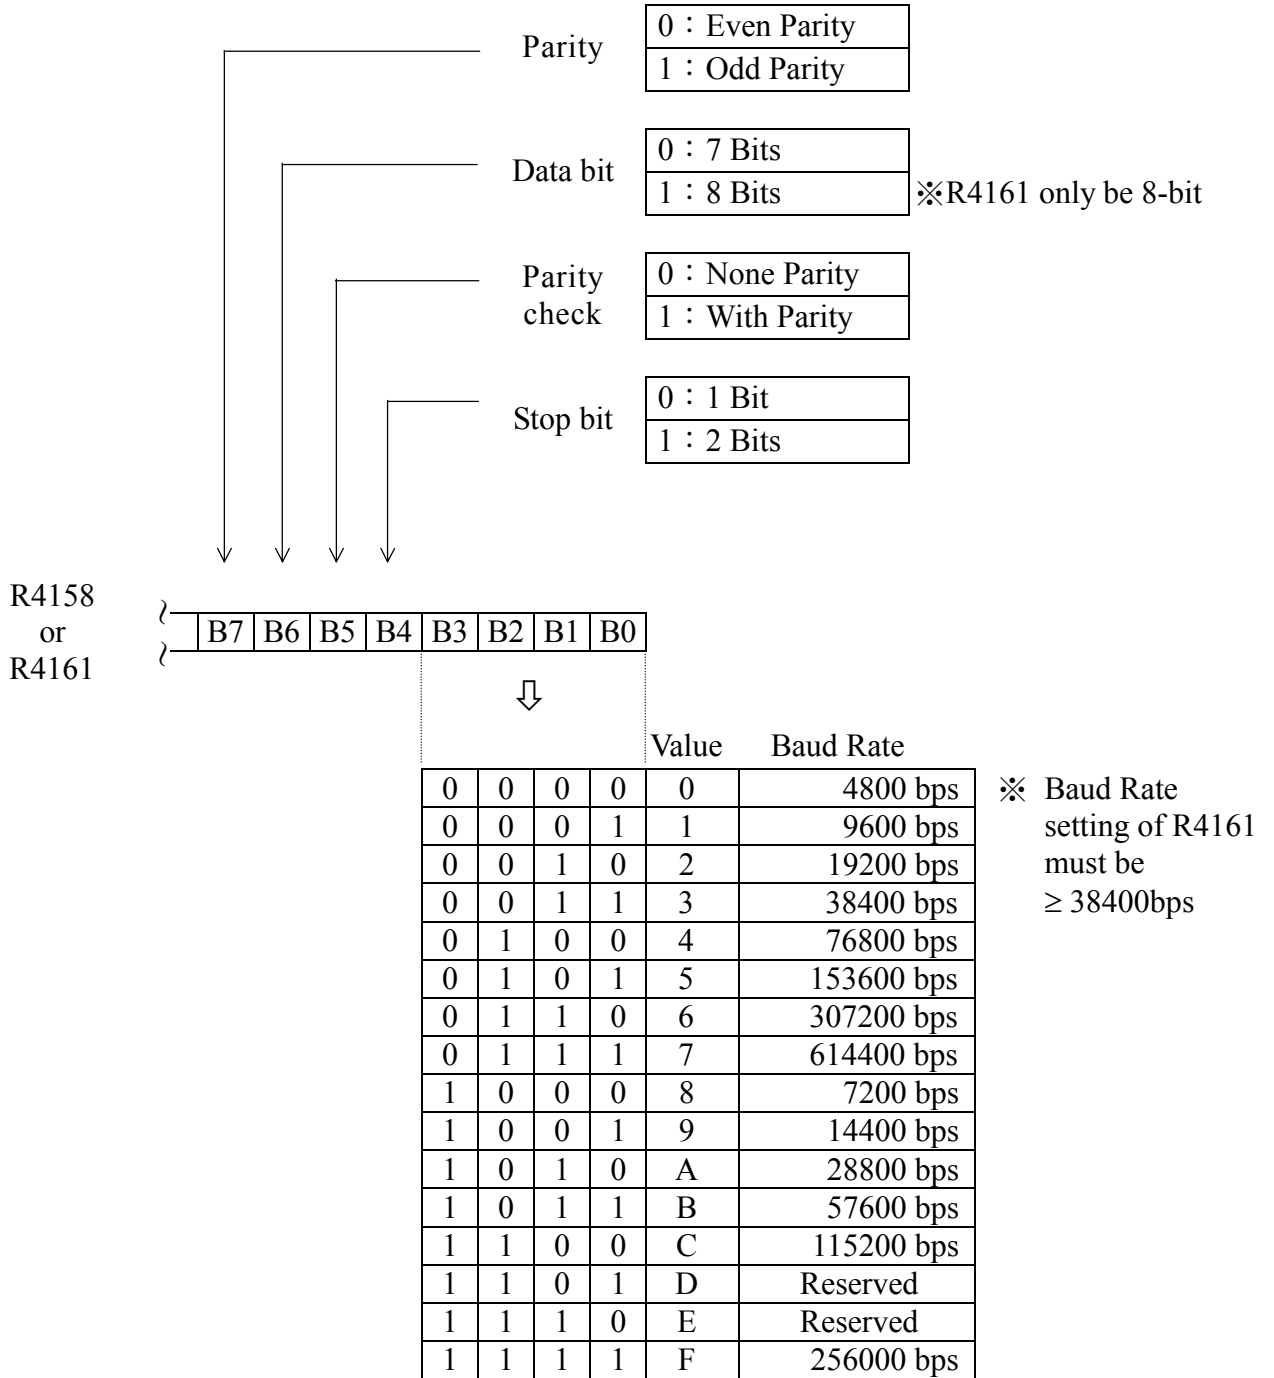 Parity
0：Even Parity
1：Odd Parity
Data bit
0：7 Bits
1：8 Bits ※R4161 only be 8-bit
Parity
check
0：None Parity
1：With Parity
Stop bit
0：1 Bit
1：2 Bits
R4158
or
R4161
B7 B6 B5 B4 B3 B2 B1 B0
Value Baud Rate
0 0 0 0 0 4800 bps
0 0 0 1 1 9600 bps
0 0 1 0 2 19200 bps
0 0 1 1 3 38400 bps
0 1 0 0 4 76800 bps
0 1 0 1 5 153600 bps
0 1 1 0 6 307200 bps
0 1 1 1 7 614400 bps
1 0 0 0 8 7200 bps
1 0 0 1 9 14400 bps
1 0 1 0 A 28800 bps
1 0 1 1 B 57600 bps
1 1 0 0 C 115200 bps
1 1 0 1 D Reserved
1 1 1 0 E Reserved
1 1 1 1 F 256000 bps
※ Baud Rate
setting of R4161
must be
≥ 38400bps